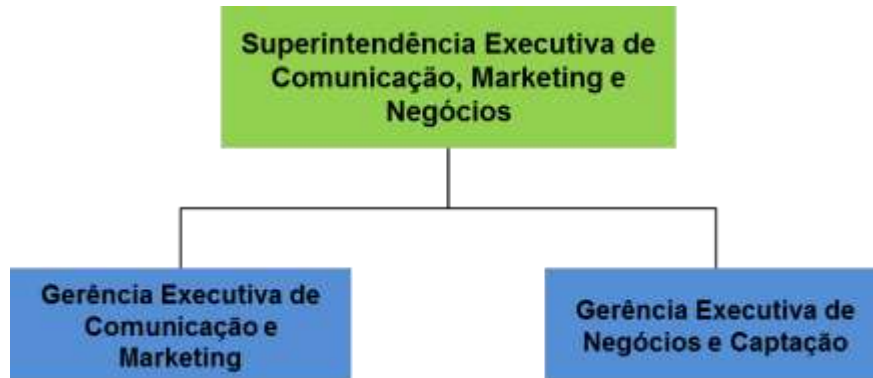 Superintendência Executiva de
Comunicação, Marketing e
Negócios
Gerência Executiva de
Comunicação e
Marketing
Gerência Executiva de
Negócios e Captação